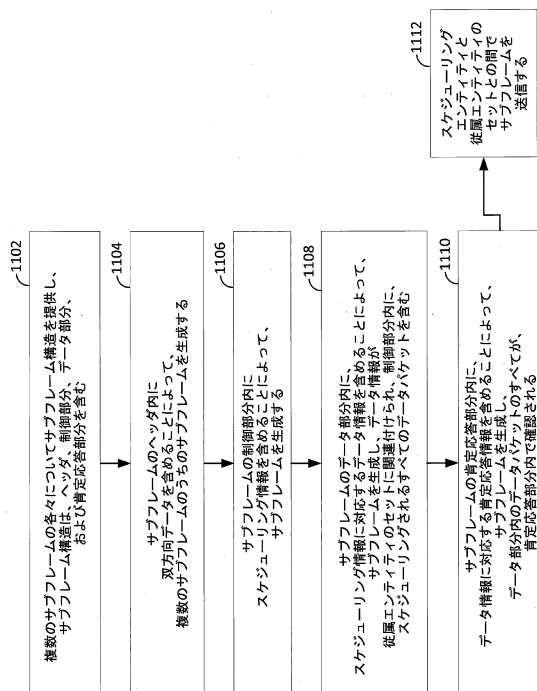 1102
複数のサブフレームの各々についてサブフレーム構造を提供し、
サブフレーム構造は、ヘッダ、制御部分、データ部分、
および肯定応答部分を含む
1104
サブフレームのヘッダ内に
双方向データを含めることによって、
複数のサブフレームのうちのサブフレームを生成する
1106
サブフレームの制御部分内に
スケジューリング情報を含めることによって、
サブフレームを生成する
1108
サブフレームのデータ部分内に、
スケジューリング情報に対応するデータ情報を含めることによって、
サブフレームを生成し、データ情報が
従属エンティティのセットに関連付けられ、制御部分内に、
スケジューリングされるすべてのデータパケットを含む
1110
サブフレームの肯定応答部分内に、
データ情報に対応する肯定応答情報を含めることによって、
サブフレームを生成し、
データ部分内のデータパケットのすべてが、
肯定応答部分内で確認される
1112
スケジューリング
エンティティと
従属エンティティの
セットとの間で
サブフレームを
送信する